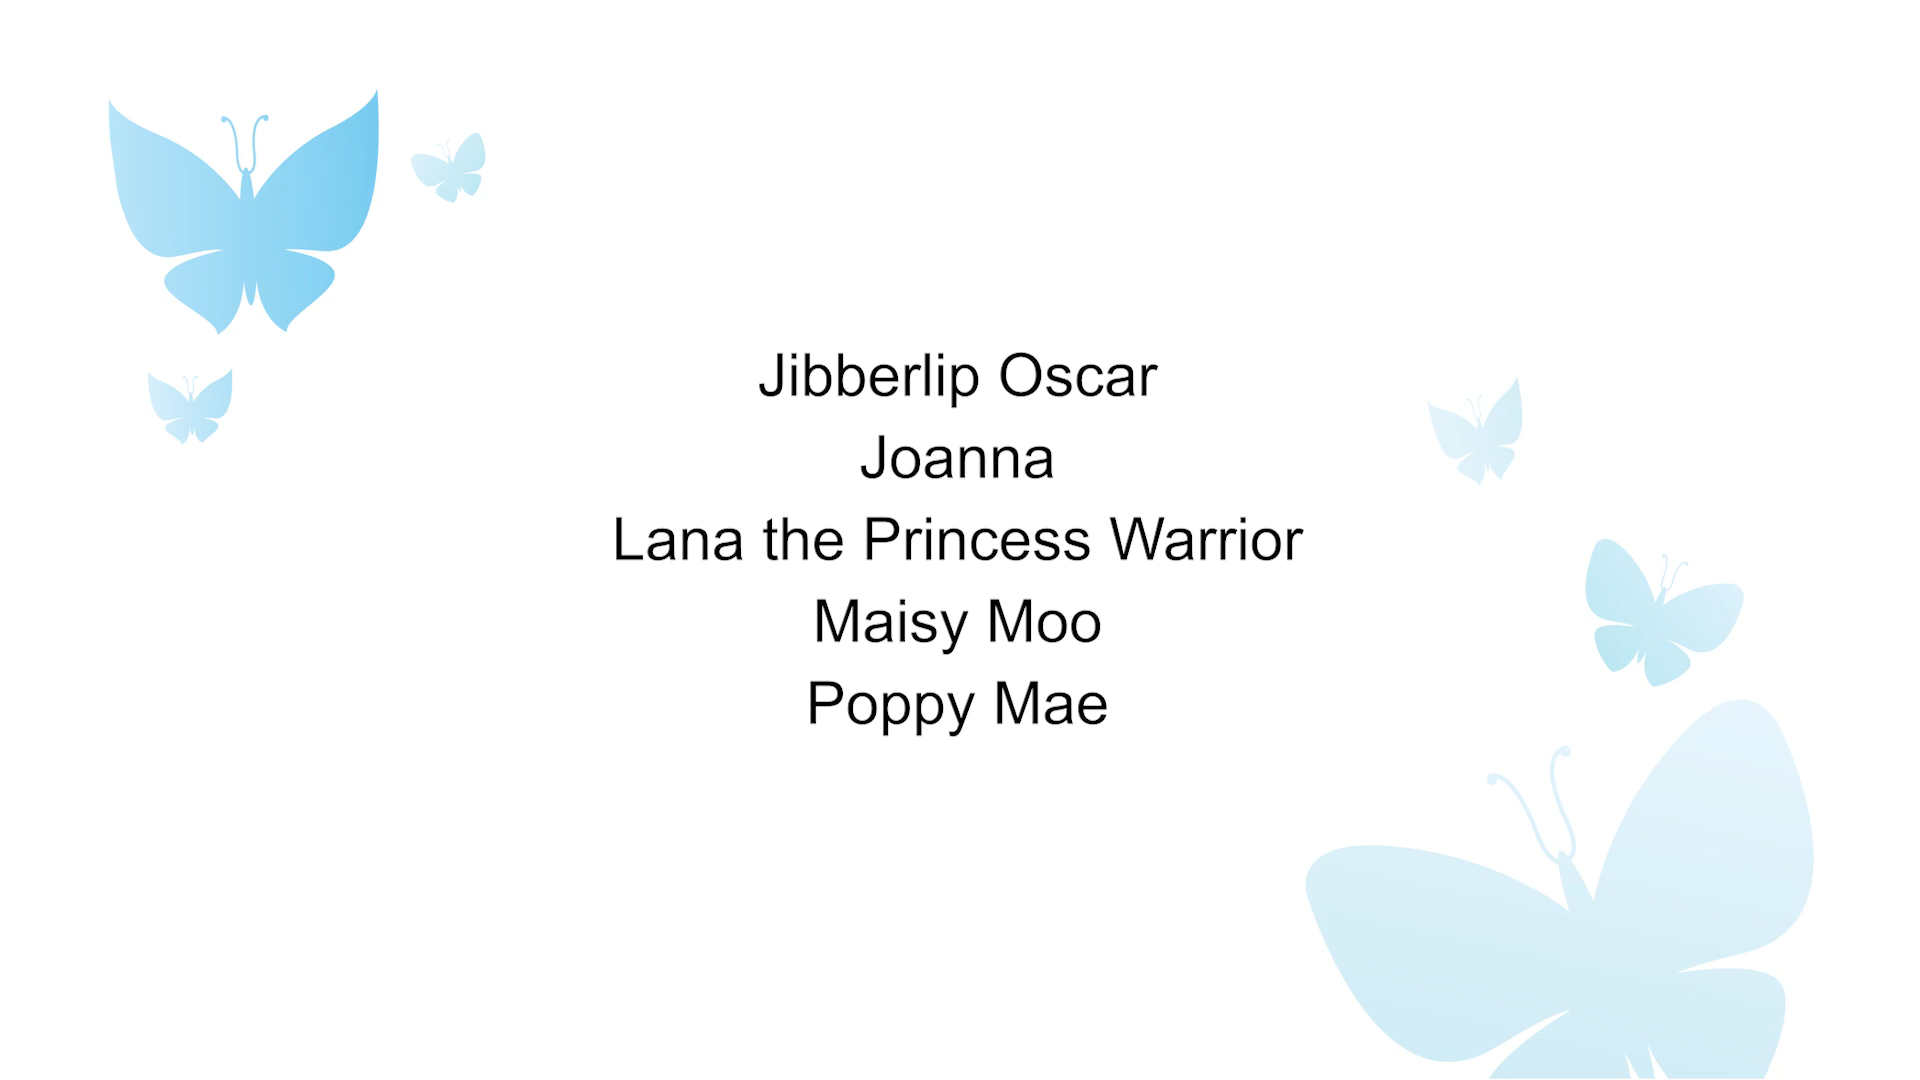 Jibberlip Oscar
Joanna
Lana the Princess Warrior
Maisy Moo
Poppy Mae